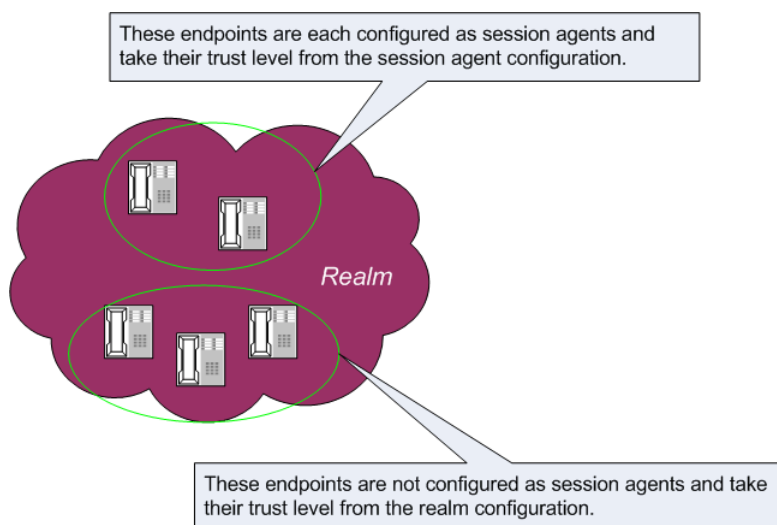 These endpoints are each configured as session agents and
take their trust level from the session agent configuration.
Realm
These endpoints are not configured as session agents and take
their trust level from the realm configuration.